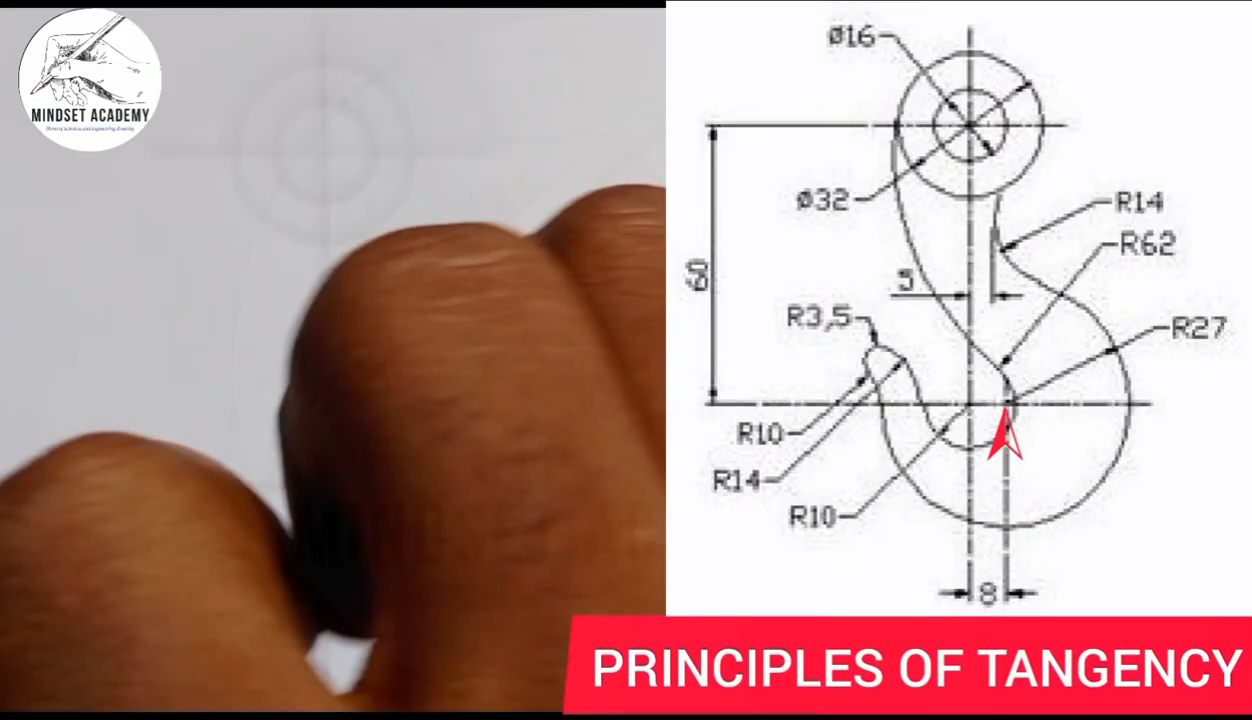 MINDSET ACADEMY
Ø16
Ø32
R14
R62
60
5
R3,5
R27
R10
R14
R10
8
PRINCIPLES OF TANGENCY